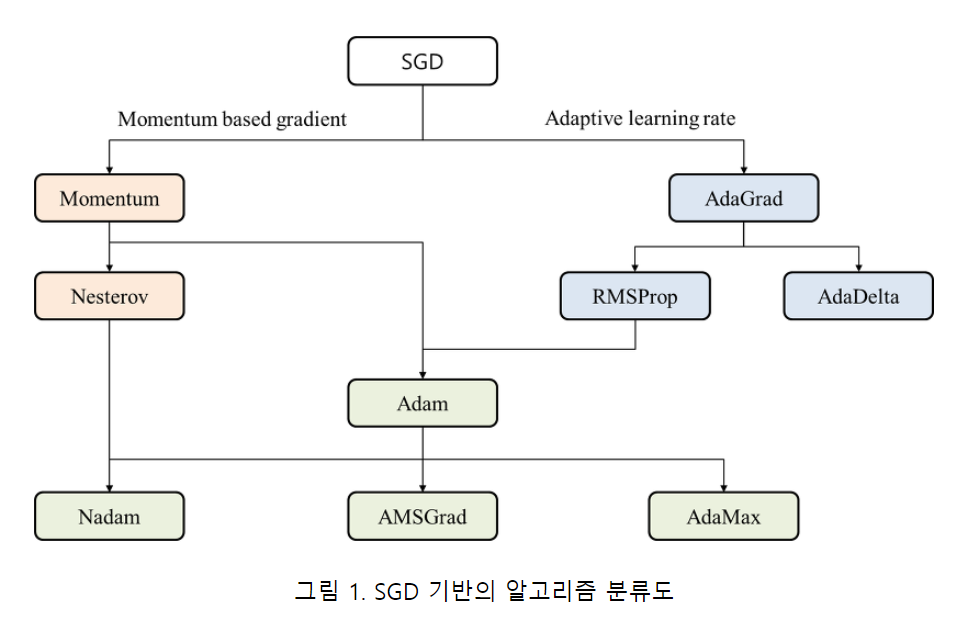 SGD
Momentum based gradient
Adaptive learning rate
Momentum
AdaGrad
Nesterov
RMSProp
AdaDelta
Adam
Nadam
AMSGrad
AdaMax
그림 1. SGD 기반의 알고리즘 분류도